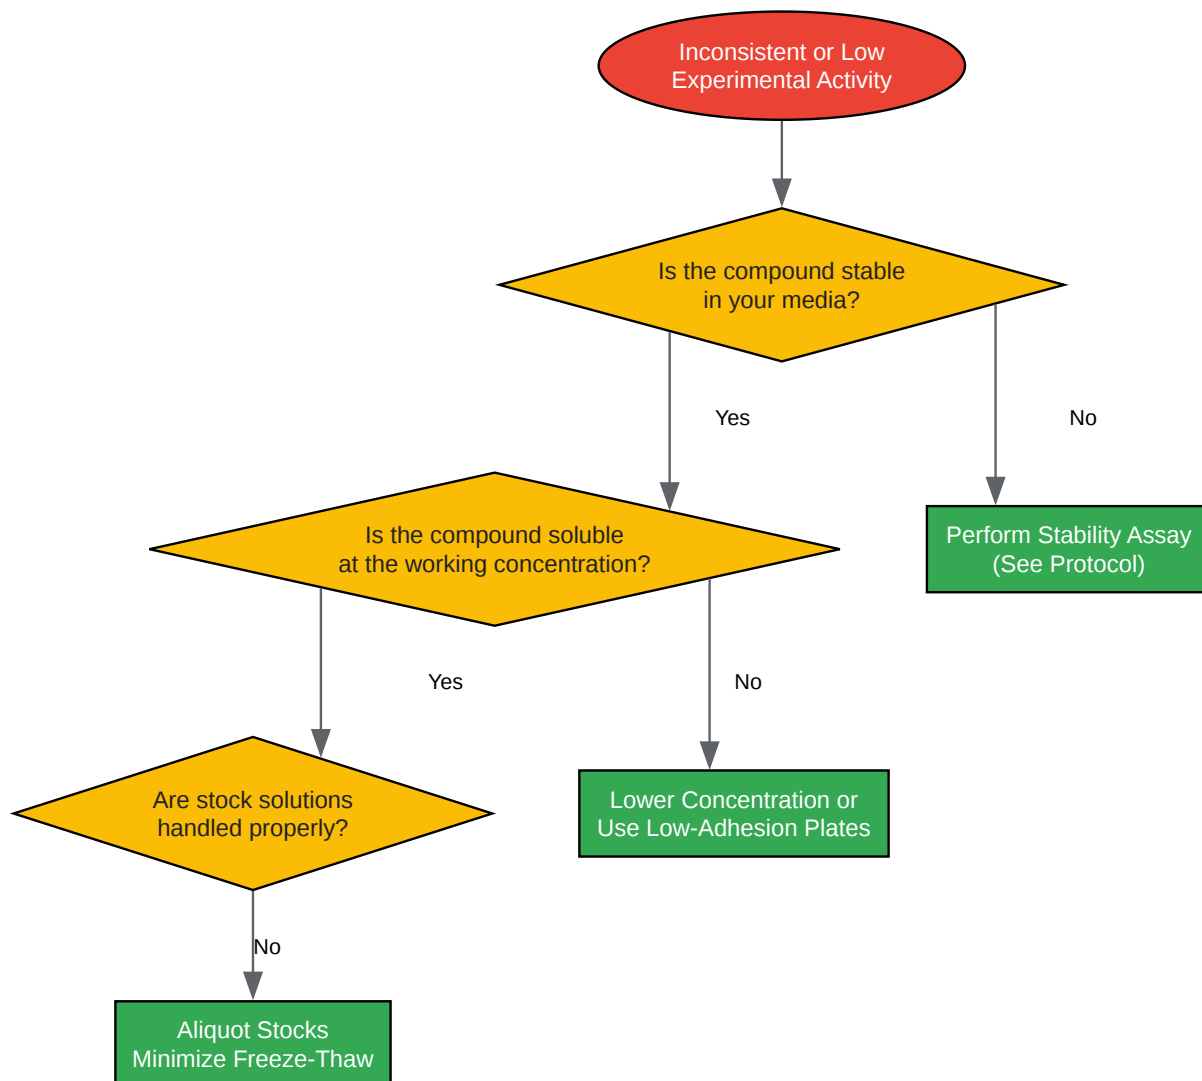 Inconsistent or Low
Experimental Activity
Is the compound stable
in your media?
Yes
No
Is the compound soluble
at the working concentration?
Perform Stability Assay
(See Protocol)
Yes
No
Are stock solutions
handled properly?
Lower Concentration or
Use Low-Adhesion Plates
No
Aliquot Stocks
Minimize Freeze-Thaw